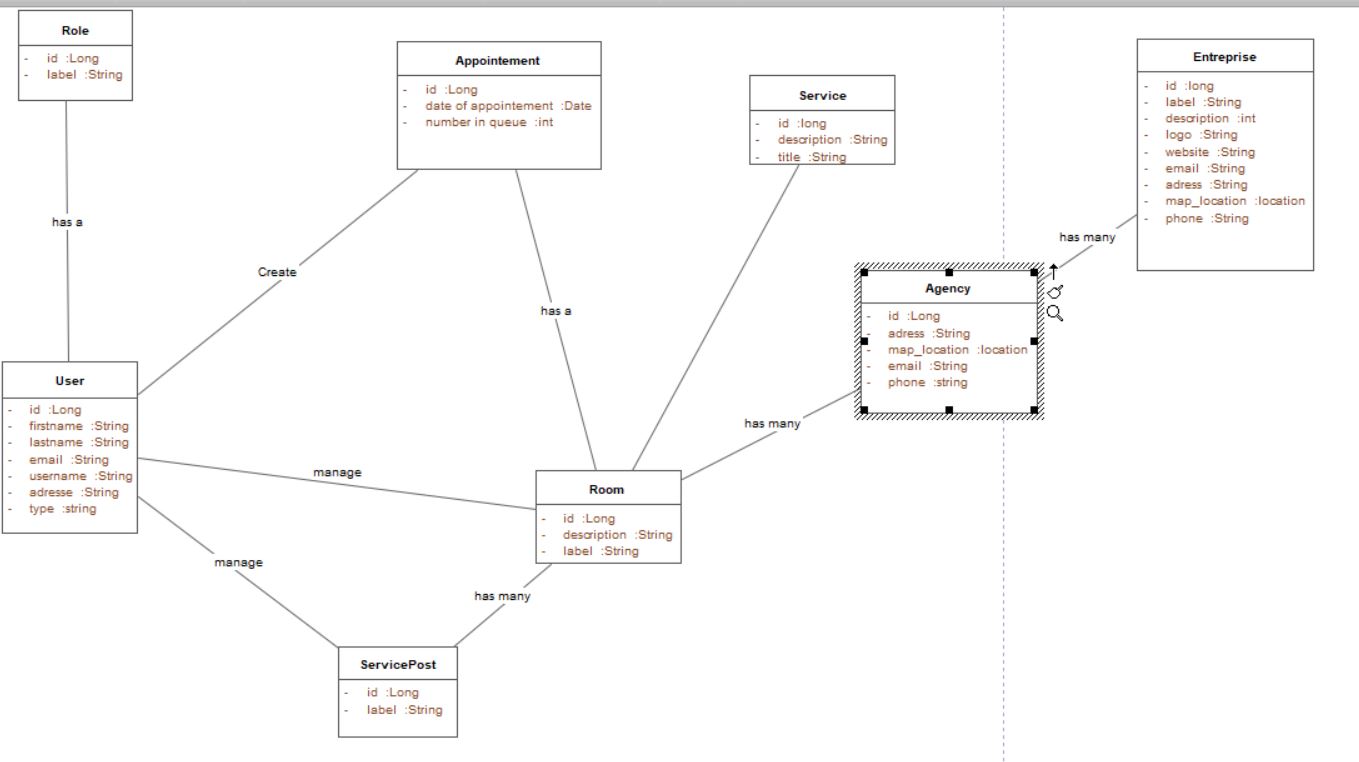 Role
- id :Long
- label :String
Appointement
- id :Long
- date of appointement :Date
- number in queue :int
Service
- id :long
- description :String
- title :String
Entreprise
- id :long
- label :String
- description :int
- logo :String
- website :String
- email :String
- adress :String
- map_location :location
- phone :String
has a
Create
has a
has many
Agency
- id :Long
- adress :String
- map_location :location
- email :String
- phone :string
User
- id :Long
- firstname :String
- lastname :String
- email :String
- username :String
- adresse :String
- type :string
manage
has many
Room
- id :Long
- description :String
- label :String
manage
has many
ServicePost
- id :Long
- label :String